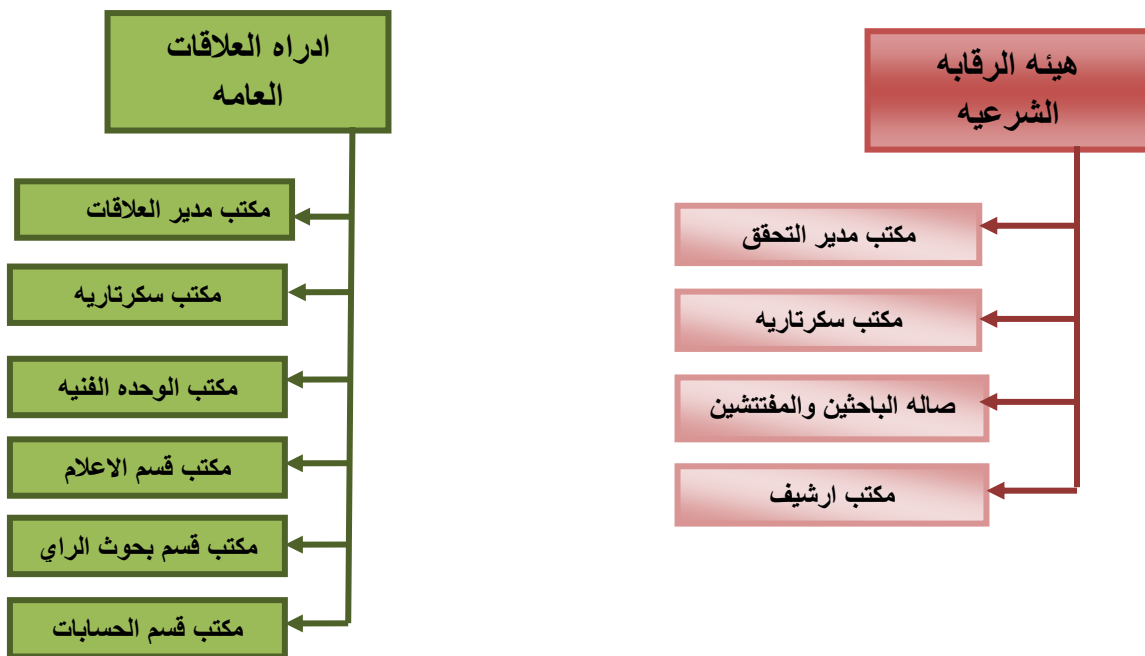 هيئه الرقابه
الشرعيه
مكتب مدير التحقق
مكتب سكرتاريه
صاله الباحثين والمفتتشين
مكتب ارشيف
ادراه العلاقات
العامه
مكتب مدير العلاقات
مكتب سكرتاريه
مكتب الوحده الفنيه
مكتب قسم الاعلام
مكتب قسم بحوث الراي
مكتب قسم الحسابات